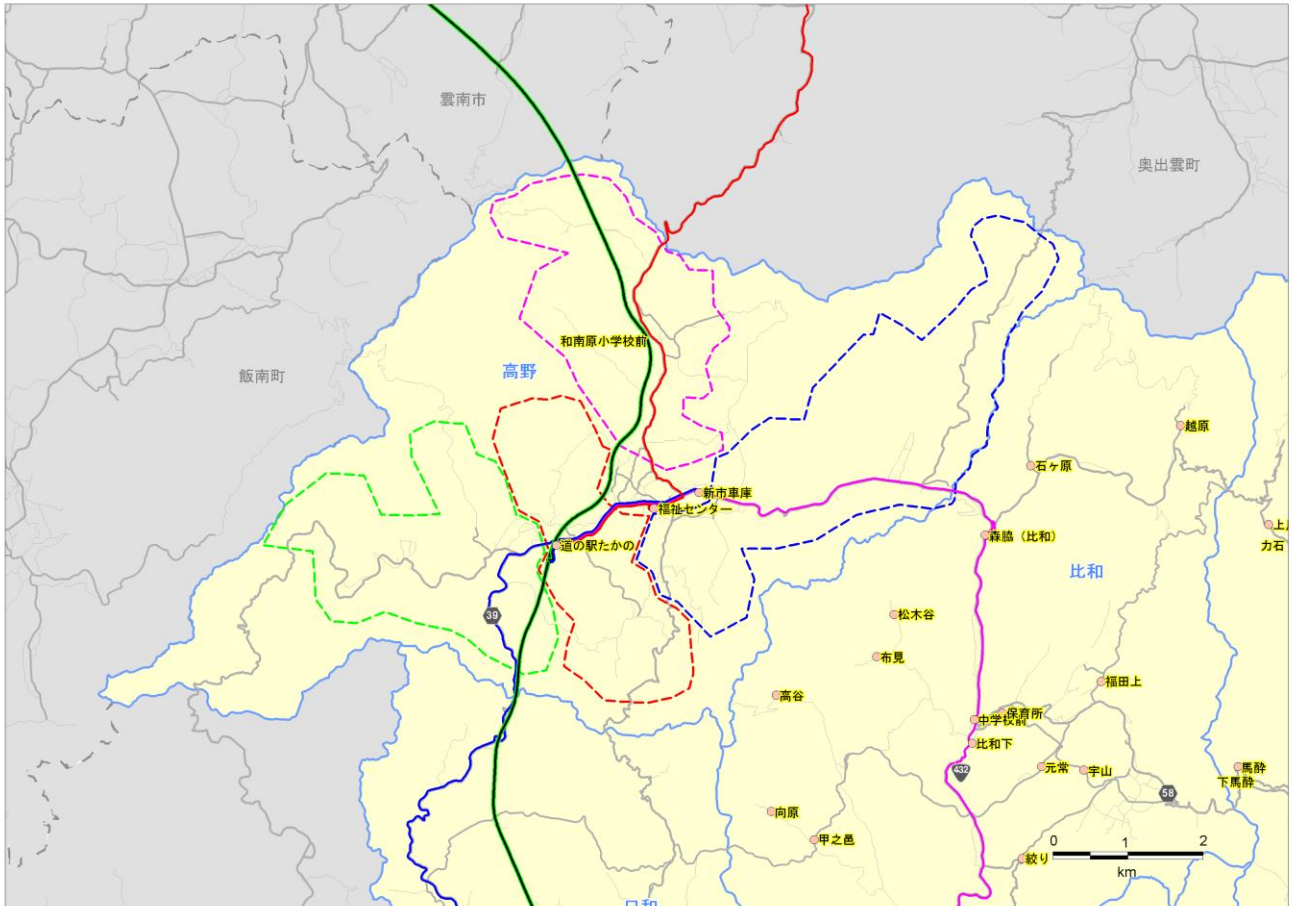 雲南市
奥出雲町
和南原小学校前
高野
飯南町
越原
石ヶ原
新市車庫
福祉センター
上
力石
道の駅たかの
森脇（比和）
比和
39
松木谷
布見
福田上
高谷
保育所
中学校前
比和下
432
元常
宇山
馬酔
下馬酔
58
向原
甲之邑
絞り
0 1 2
km